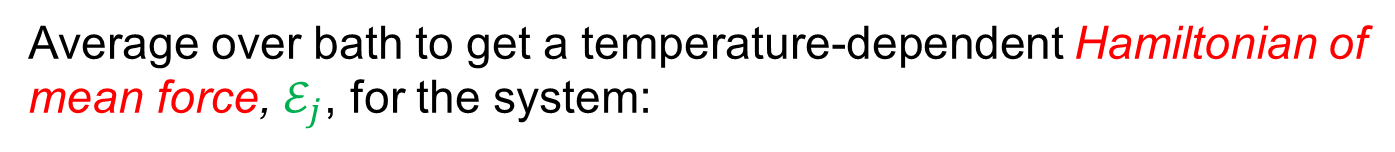 Average over bath to get a temperature-dependent Hamiltonian of
mean force, ℰⱼ, for the system: